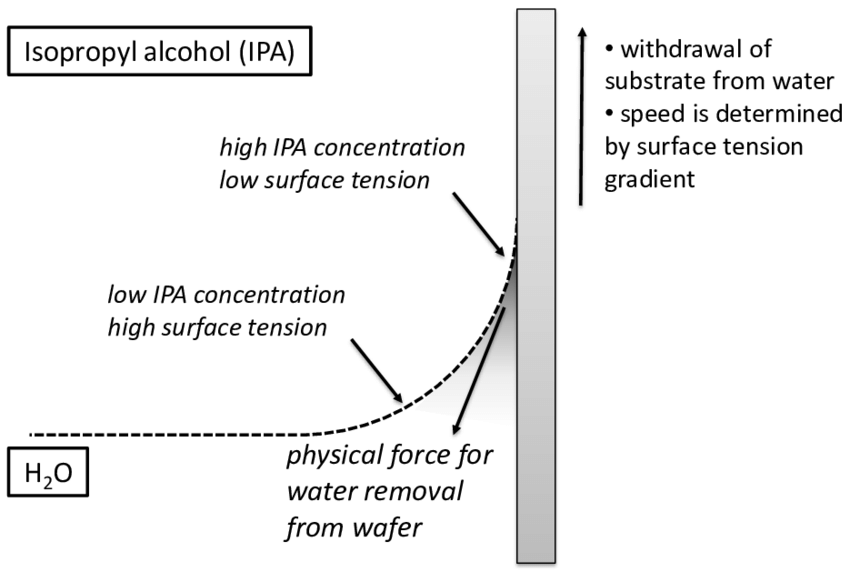 Isopropyl alcohol (IPA)
• withdrawal of
substrate from water
• speed is determined
by surface tension
gradient
high IPA concentration
low surface tension
low IPA concentration
high surface tension
H₂O
physical force for
water removal
from wafer